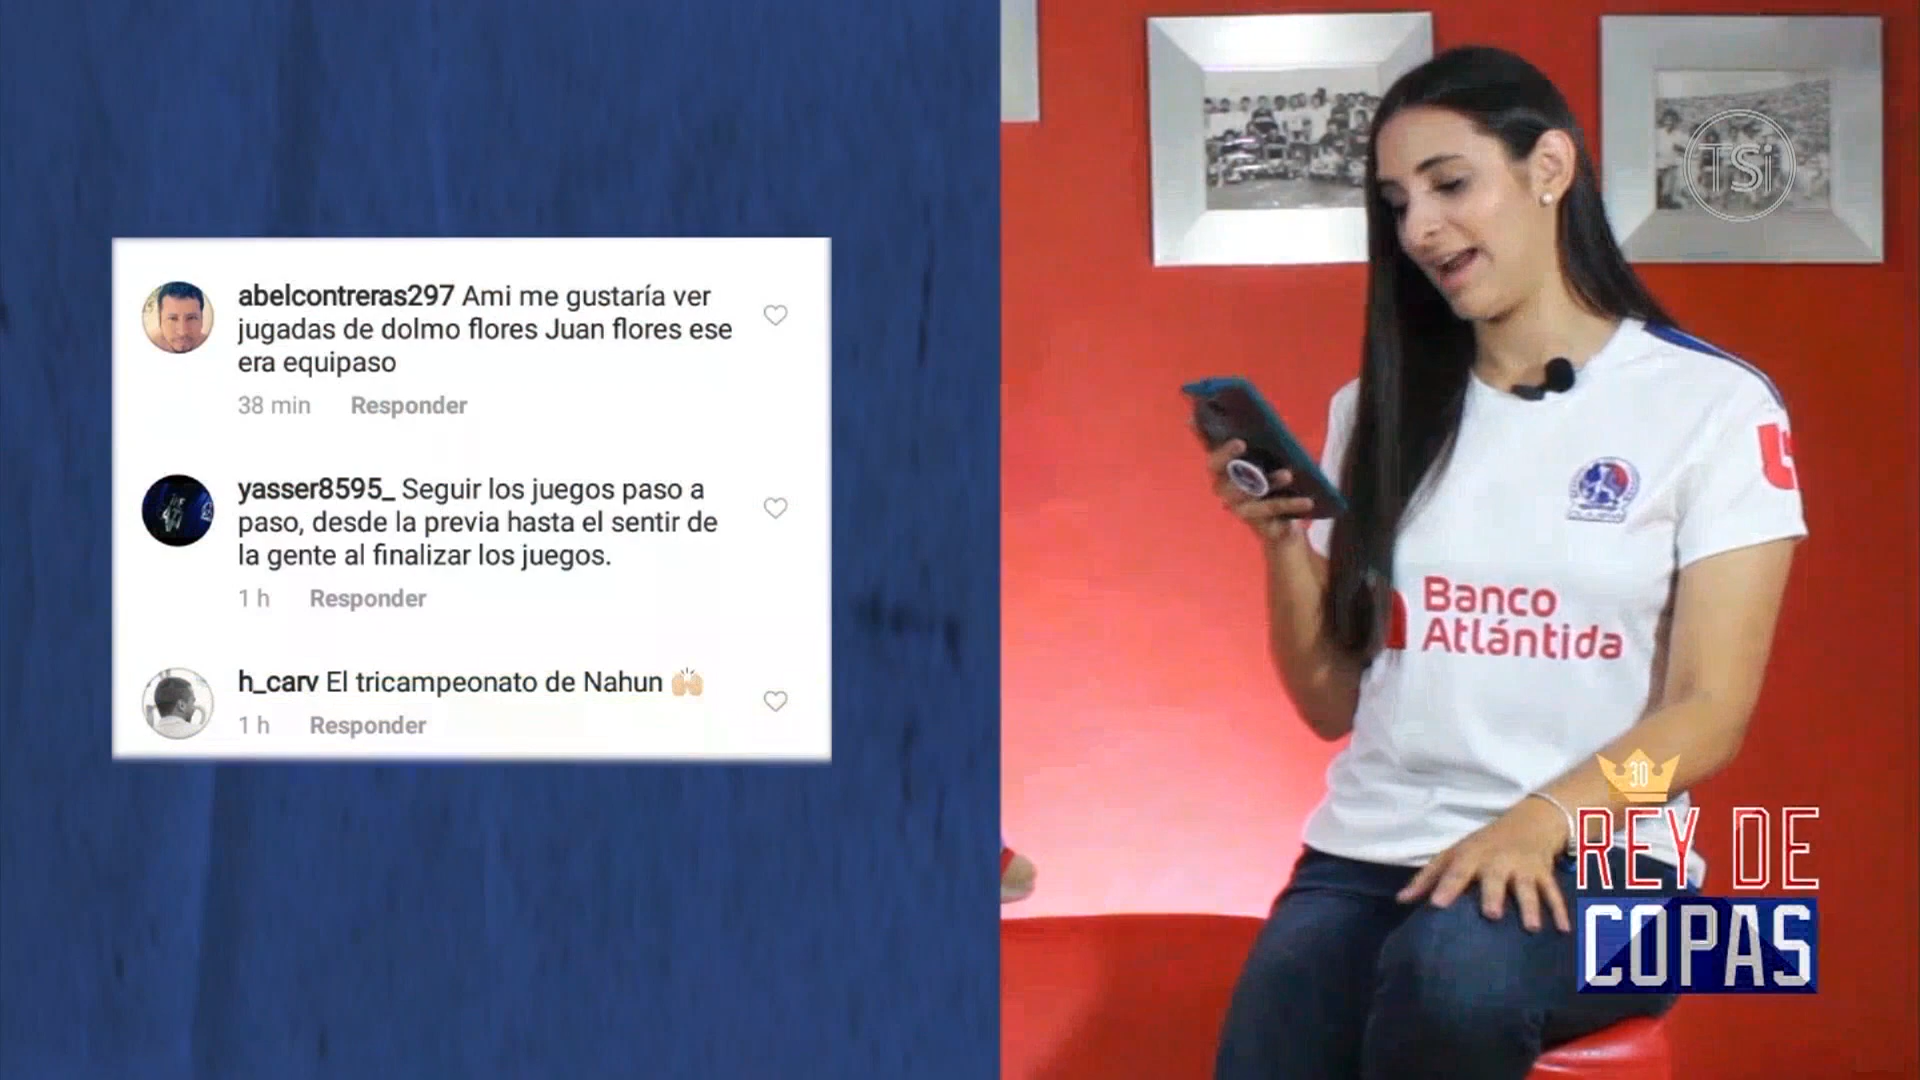 abelcontreras297 Ami me gustaría ver
jugadas de dolmo flores Juan flores ese
era equipaso
38 min Responder
yasser8595_ Seguir los juegos paso a
paso, desde la previa hasta el sentir de
la gente al finalizar los juegos.
1 h Responder
h_carv El tricampeonato de Nahun 🙌🏻
1 h Responder
TSi
Banco
Atlántida
30
REY DE
COPAS